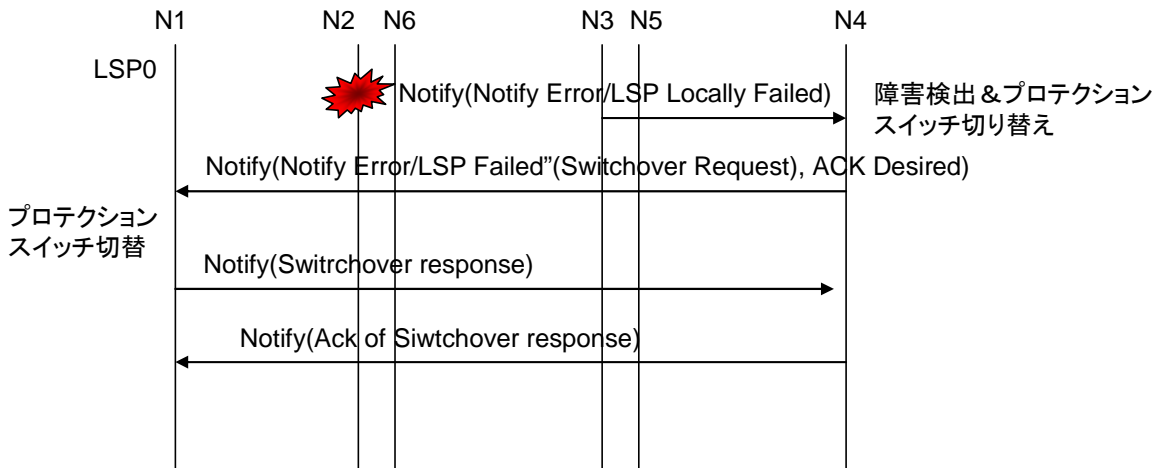 N1 N2 N6 N3 N5 N4
LSP0
Notify(Notify Error/LSP Locally Failed)
障害検出＆プロテクション
スイッチ切り替え
Notify(Notify Error/LSP Failed”(Switchover Request), ACK Desired)
プロテクション
スイッチ切替
Notify(Switrchover response)
Notify(Ack of Siwtchover response)